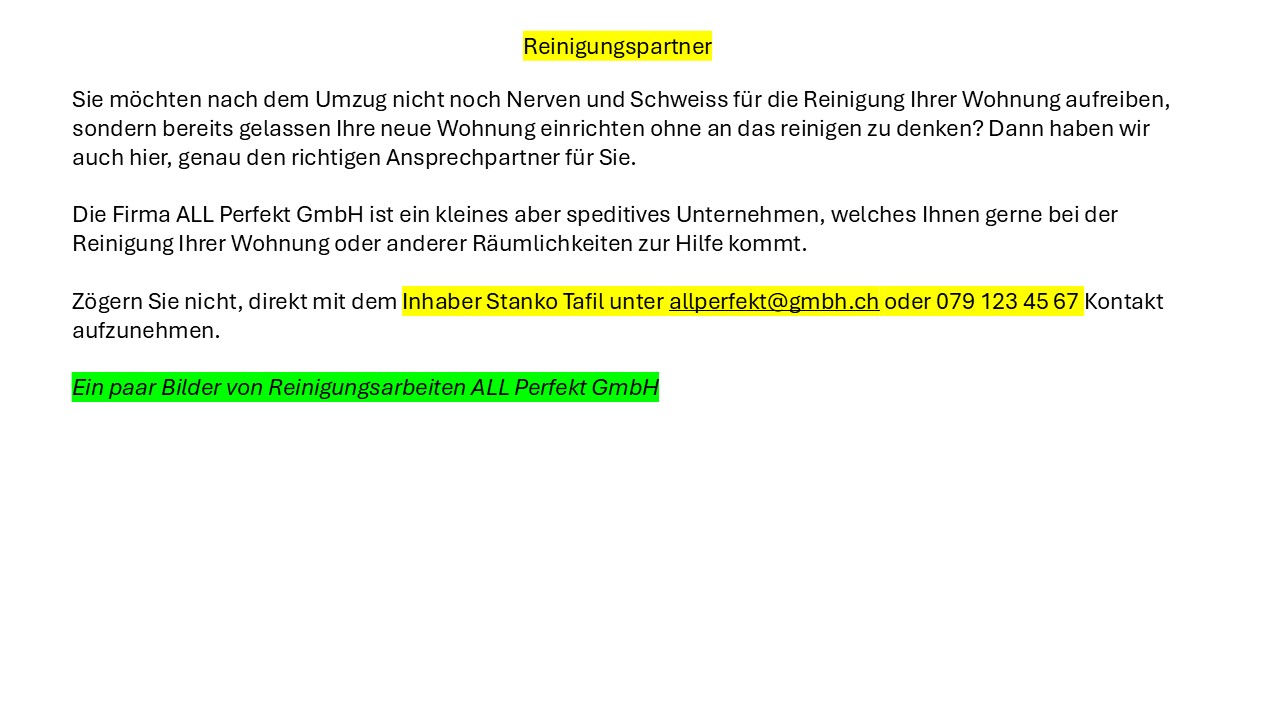 Reinigungspartner
Sie möchten nach dem Umzug nicht noch Nerven und Schweiss für die Reinigung Ihrer Wohnung aufreiben,
sondern bereits gelassen Ihre neue Wohnung einrichten ohne an das reinigen zu denken? Dann haben wir
auch hier, genau den richtigen Ansprechpartner für Sie.
Die Firma ALL Perfekt GmbH ist ein kleines aber speditives Unternehmen, welches Ihnen gerne bei der
Reinigung Ihrer Wohnung oder anderer Räumlichkeiten zur Hilfe kommt.
Zögern Sie nicht, direkt mit dem Inhaber Stanko Tafil unter allperfekt@gmbh.ch oder 079 123 45 67 Kontakt
aufzunehmen.
Ein paar Bilder von Reinigungsarbeiten ALL Perfekt GmbH